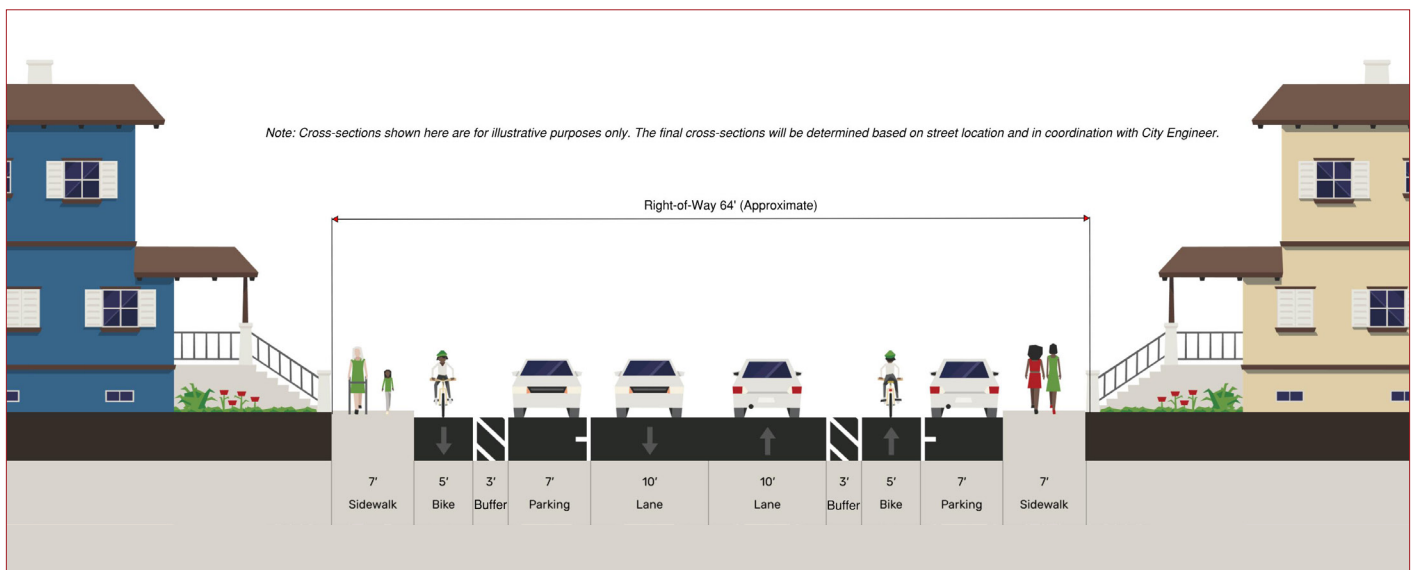 Note: Cross-sections shown here are for illustrative purposes only. The final cross-sections will be determined based on street location and in coordination with City Engineer.
Right-of-Way 64' (Approximate)
7' 5' 3' 7' 10' 10' 3' 5' 7' 7'
Sidewalk Bike Buffer Parking Lane Lane Buffer Bike Parking Sidewalk